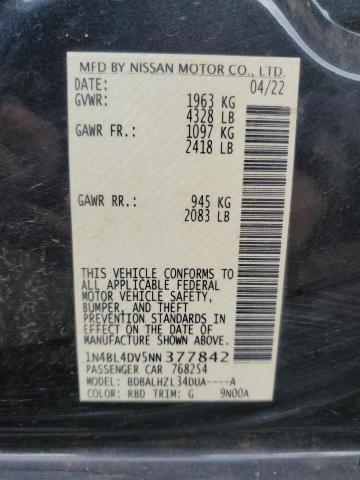 MFD BY NISSAN MOTOR CO., LTD.
DATE: 04/22
GVWR: 1963 KG
4328 LB
GAWR FR.: 1097 KG
2418 LB
GAWR RR.: 945 KG
2083 LB
THIS VEHICLE CONFORMS TO
ALL APPLICABLE FEDERAL
MOTOR VEHICLE SAFETY,
BUMPER, AND THEFT
PREVENTION STANDARDS IN
EFFECT ON THE DATE OF
MANUFACTURE SHOWN ABOVE.
1N4BL4DV5NN377842
PASSENGER CAR 768254
MODEL: BDBALHZL34DUA----A
COLOR: RBD TRIM: G 9N00A